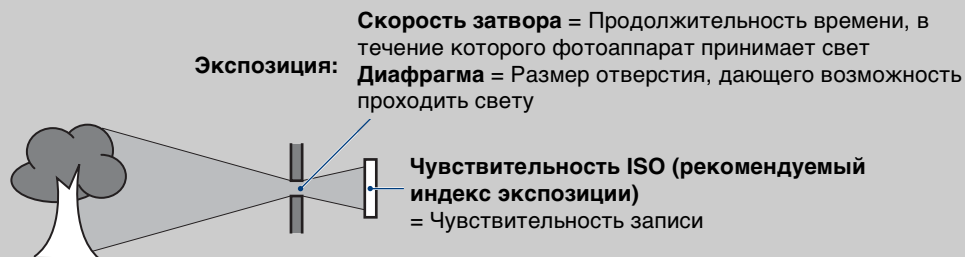 Скорость затвора = Продолжительность времени, в
течение которого фотоаппарат принимает свет
Экспозиция:
Диафрагма = Размер отверстия, дающего возможность
проходить свету
Чувствительность ISO (рекомендуемый
индекс экспозиции)
= Чувствительность записи